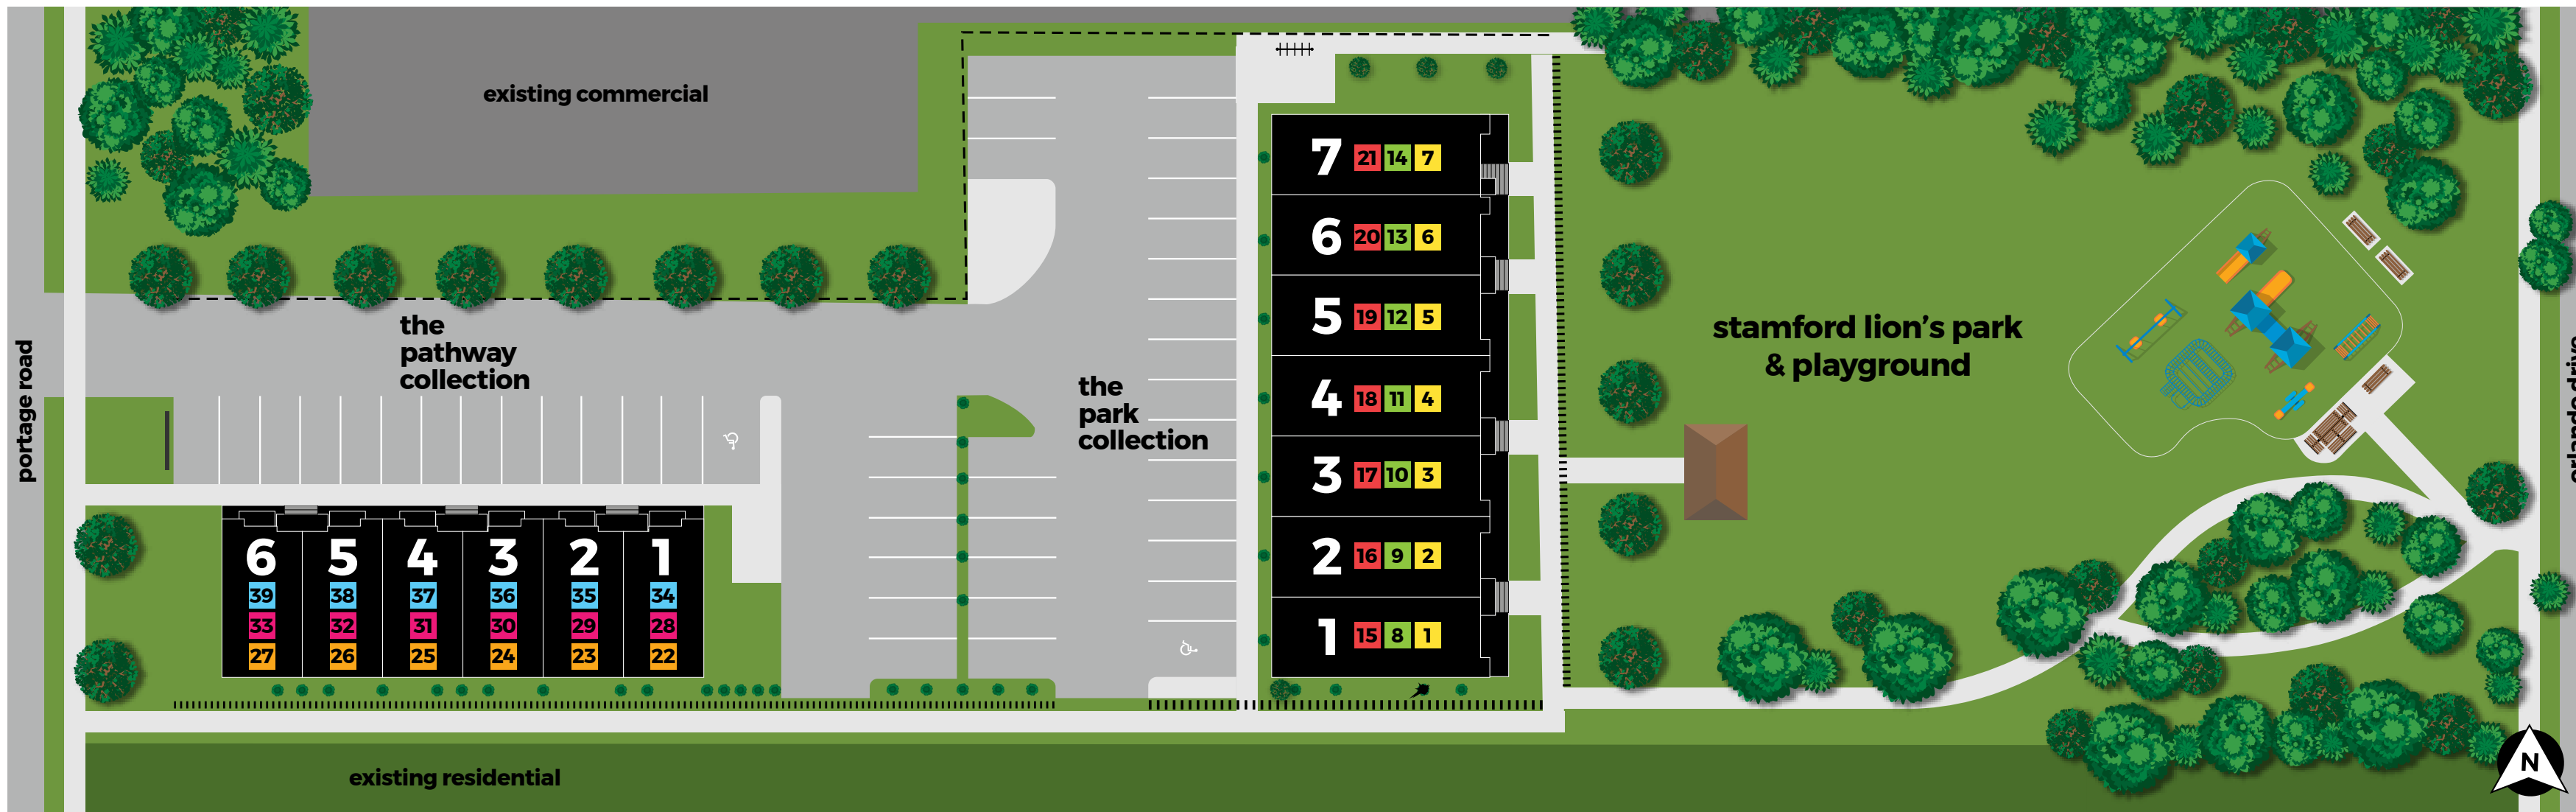 existing commercial
portage road
the
pathway
collection
the
park
collection
7 21 14 7
6 20 13 6
5 19 12 5
4 18 11 4
3 17 10 3
2 16 9 2
1 15 8 1
stamford lion's park
& playground
orlando drive
6 5 4 3 2 1
39 38 37 36 35 34
33 32 31 30 29 28
27 26 25 24 23 22
existing residential
N